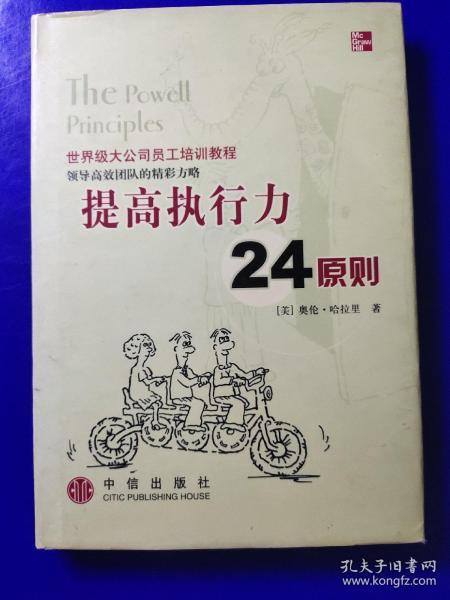 Mc
Graw
Hill
The Powell
Principles
世界级大公司员工培训教程
领导高效团队的精彩方略
提高执行力
24原则
[美] 奥伦·哈拉里 著
中信出版社
CITIC PUBLISHING HOUSE
孔夫子旧书网
www.kongfz.com